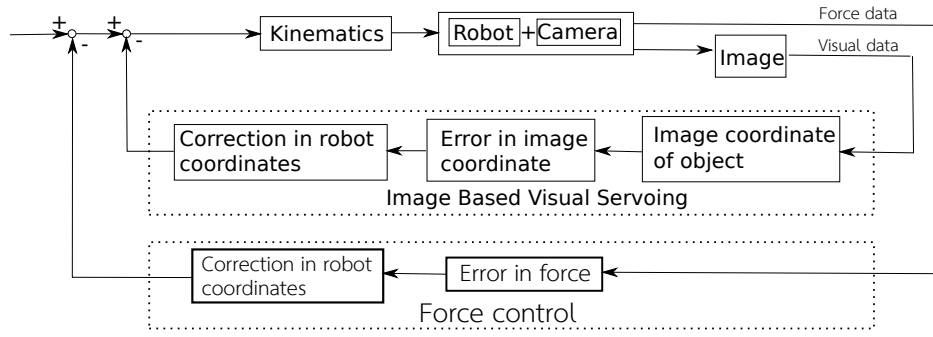 Force data
+
+
Kinematics
Robot + Camera
-
-
Visual data
Image
Correction in robot
coordinates
Error in image
coordinate
Image coordinate
of object
Image Based Visual Servoing
Correction in robot
coordinates
Error in force
Force control